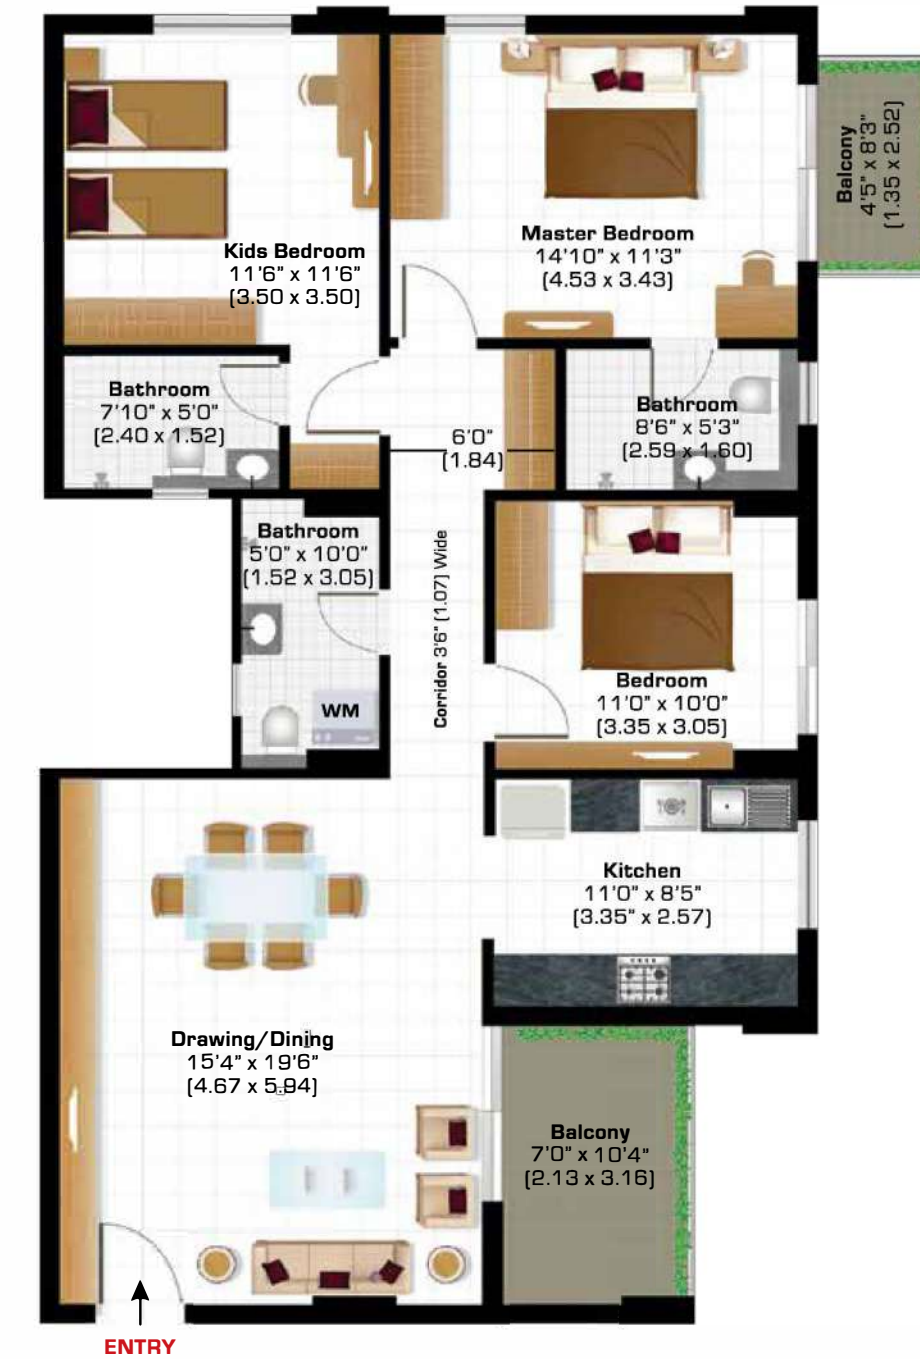 Kids Bedroom
11'6" x 11'6"
(3.50 x 3.50)
Master Bedroom
14'10" x 11'3"
(4.53 x 3.43)
Balcony
4'5" x 8'3"
(1.35 x 2.52)
Bathroom
7'10" x 5'0"
(2.40 x 1.52)
6'0"
(1.84)
Bathroom
8'6" x 5'3"
(2.59 x 1.60)
Bathroom
5'0" x 10'0"
(1.52 x 3.05)
WM
Corridor 3'6" (1.07) Wide
Bedroom
11'0" x 10'0"
(3.35 x 3.05)
Kitchen
11'0" x 8'5"
(3.35" x 2.57)
Drawing/Dining
15'4" x 19'6"
(4.67 x 5.94)
Balcony
7'0" x 10'4"
(2.13 x 3.16)
ENTRY